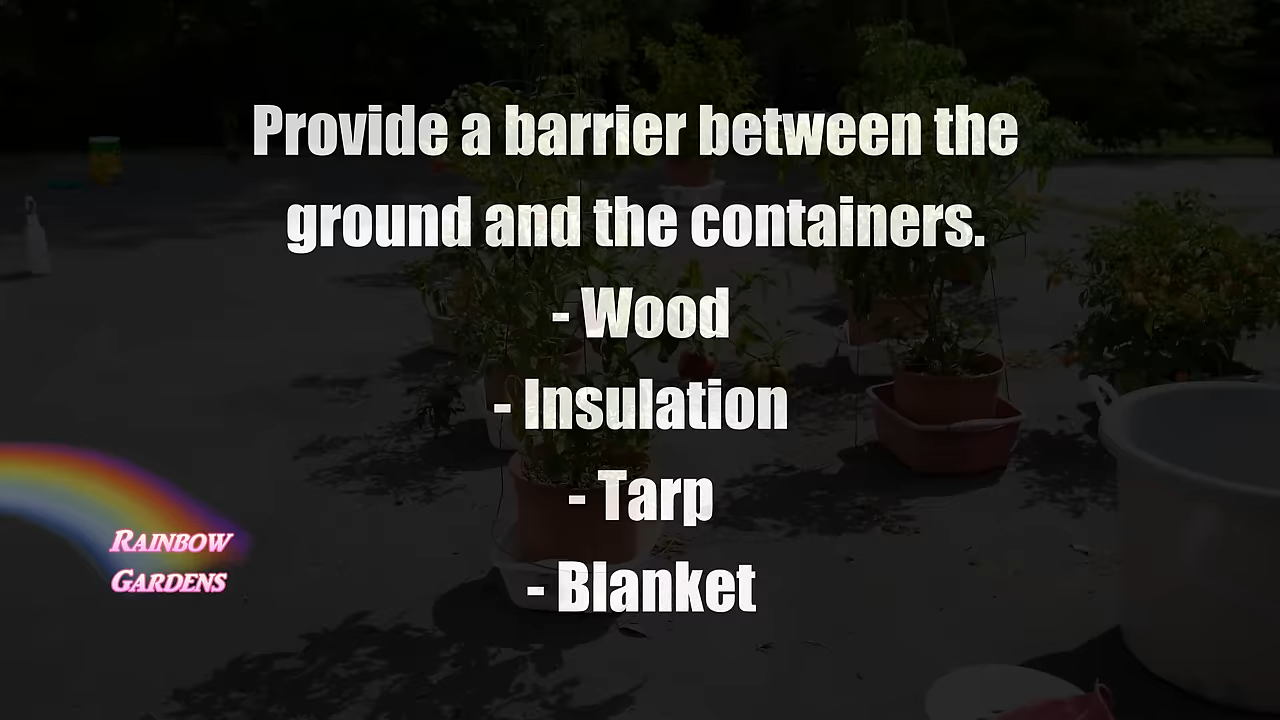 Provide a barrier between the
ground and the containers.
- Wood
- Insulation
- Tarp
- Blanket
RAINBOW
GARDENS